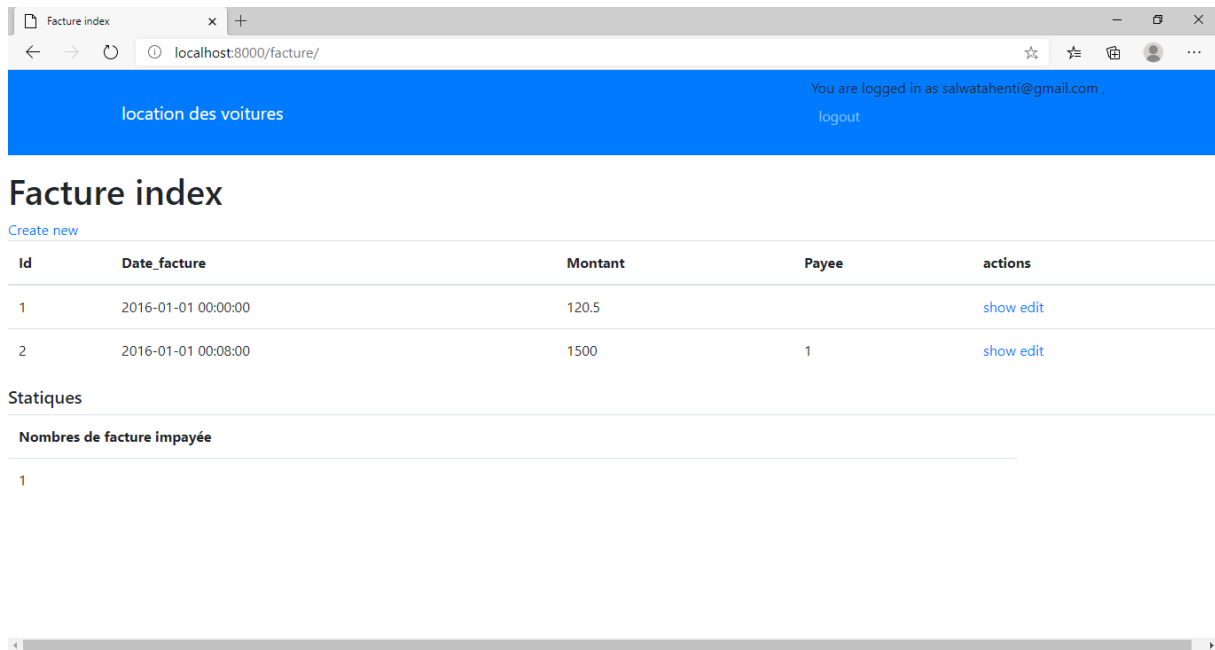 Facture index
localhost:8000/facture/
You are logged in as salwatahenti@gmail.com ,
location des voitures
logout
Facture index
Create new
Id Date_facture Montant Payee actions
1 2016-01-01 00:00:00 120.5 show edit
2 2016-01-01 00:08:00 1500 1 show edit
Statiques
Nombres de facture impayée
1